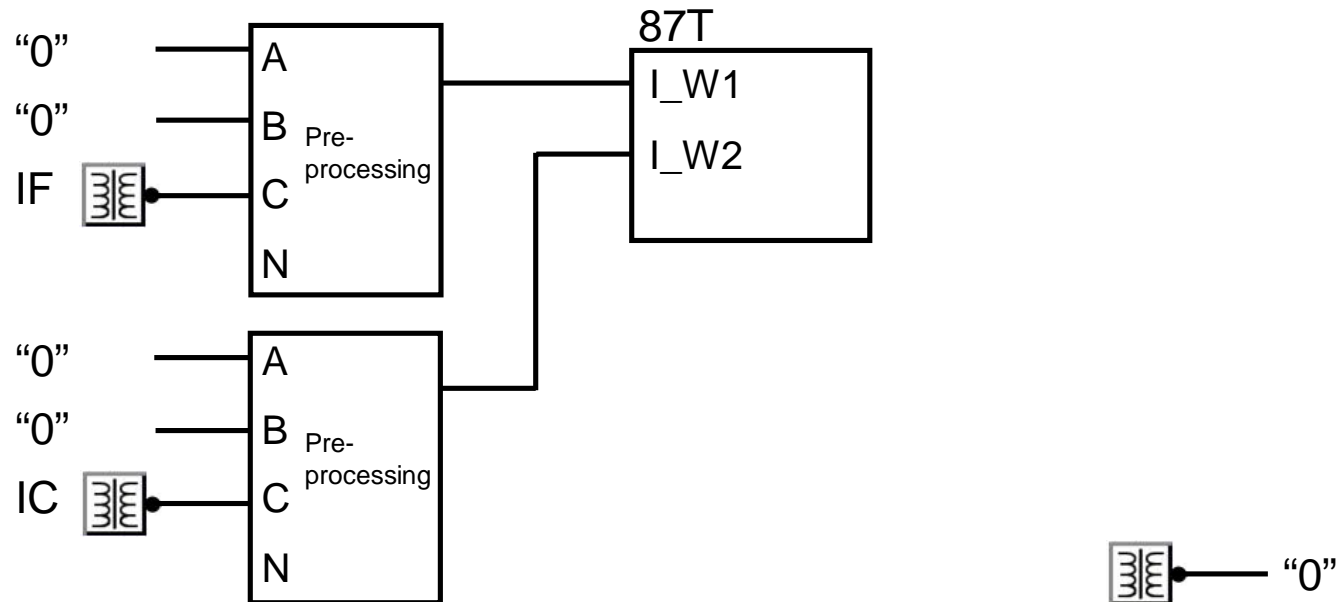 87T
“0”
A
I_W1
“0”
B
Pre-
processing
I_W2
IF
C
N
“0”
A
“0”
B
Pre-
processing
IC
C
N
“0”